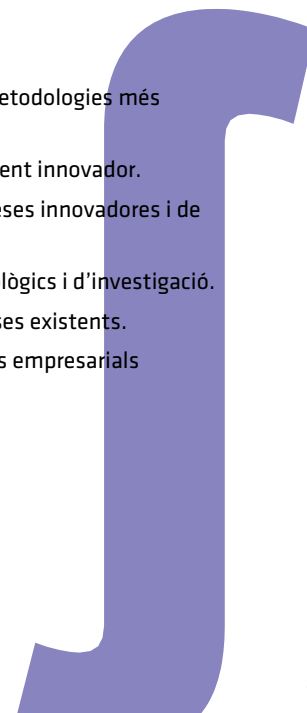 etodologies més
ent innovador.
eses innovadores i de
lògics i d’investigació.
ses existents.
s empresarials